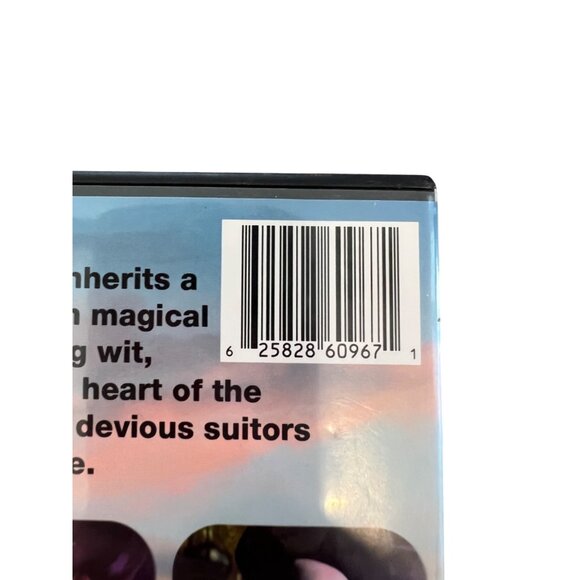 6 25828 60967 1
nherits a
magical
wit,
heart of the
devious suitors
e.